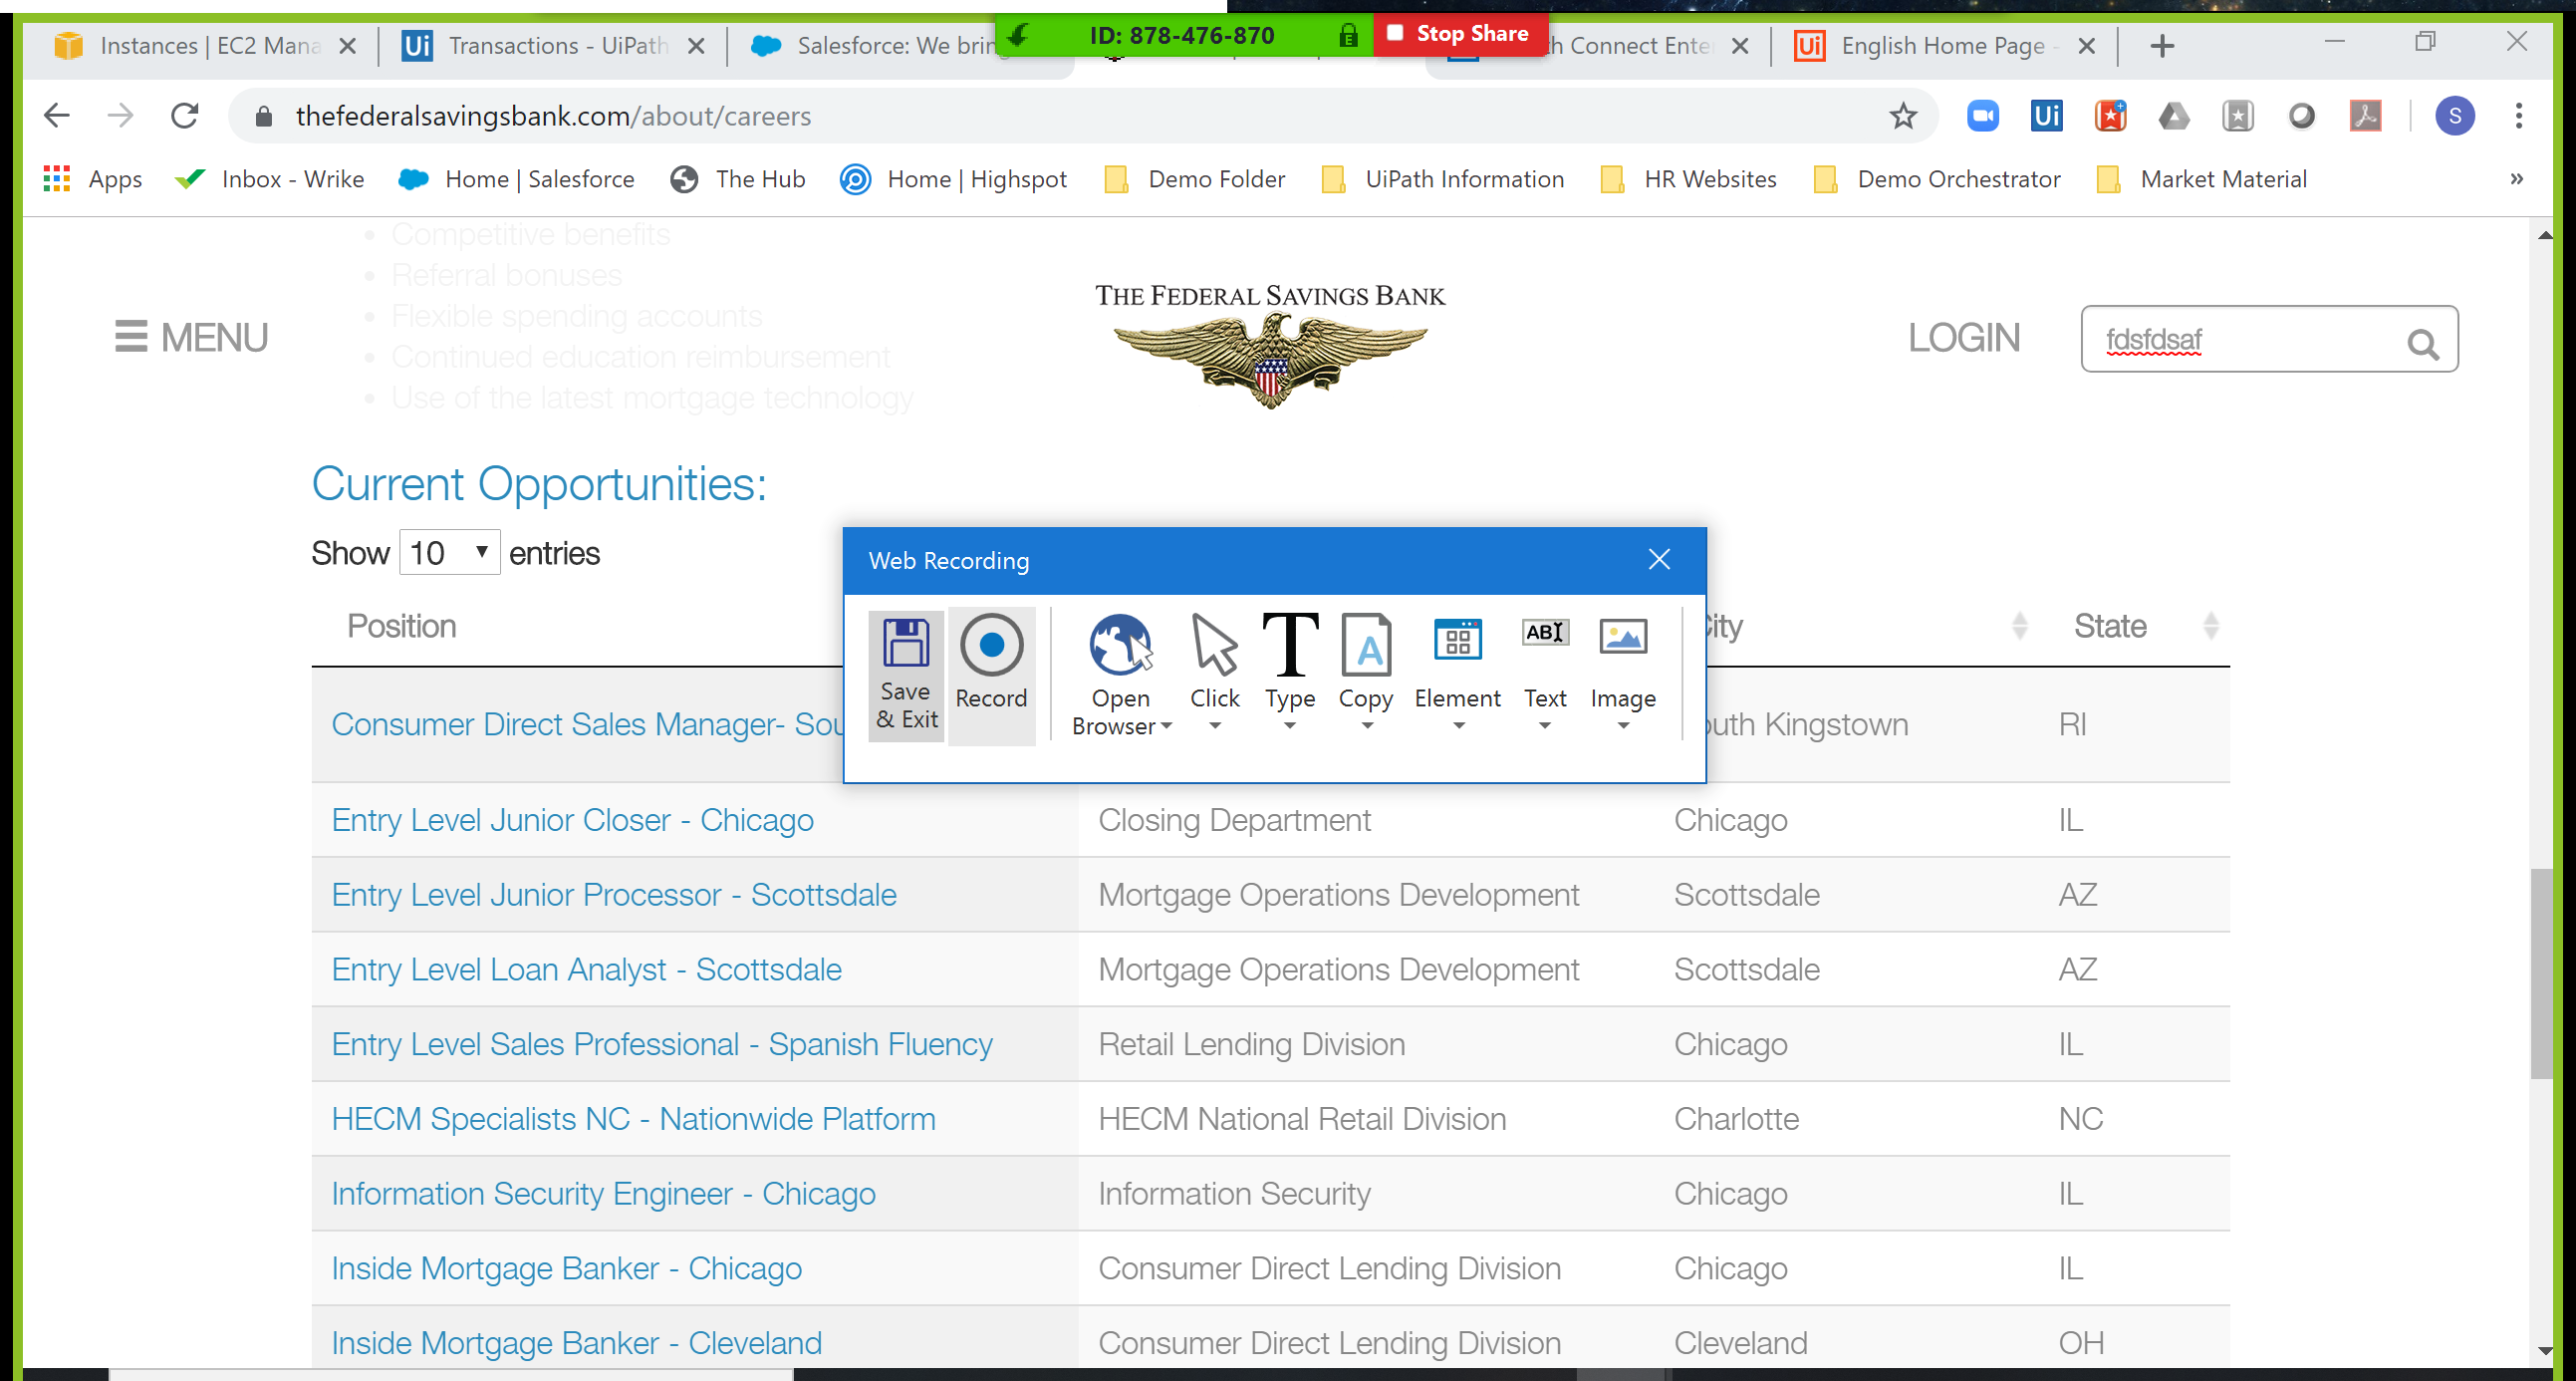 ID: 878-476-870 Stop Share
Instances | EC2 Mana Transactions - UiPath Salesforce: We brin h Connect Enter English Home Page -
thefederalsavingsbank.com/about/careers
Apps Inbox - Wrike Home | Salesforce The Hub Home | Highspot Demo Folder UiPath Information HR Websites Demo Orchestrator Market Material »
Competitive benefits
Referral bonuses
Flexible spending accounts
Continued education reimbursement
Use of the latest mortgage technology
MENU
THE FEDERAL SAVINGS BANK
LOGIN
fdsfdsaf
Current Opportunities:
Show 10 entries
Web Recording
Save & Exit
Record
Open Browser
Click
Type
Copy
Element
Text
Image
Position City State
Consumer Direct Sales Manager- Sou uth Kingstown RI
Entry Level Junior Closer - Chicago Closing Department Chicago IL
Entry Level Junior Processor - Scottsdale Mortgage Operations Development Scottsdale AZ
Entry Level Loan Analyst - Scottsdale Mortgage Operations Development Scottsdale AZ
Entry Level Sales Professional - Spanish Fluency Retail Lending Division Chicago IL
HECM Specialists NC - Nationwide Platform HECM National Retail Division Charlotte NC
Information Security Engineer - Chicago Information Security Chicago IL
Inside Mortgage Banker - Chicago Consumer Direct Lending Division Chicago IL
Inside Mortgage Banker - Cleveland Consumer Direct Lending Division Cleveland OH